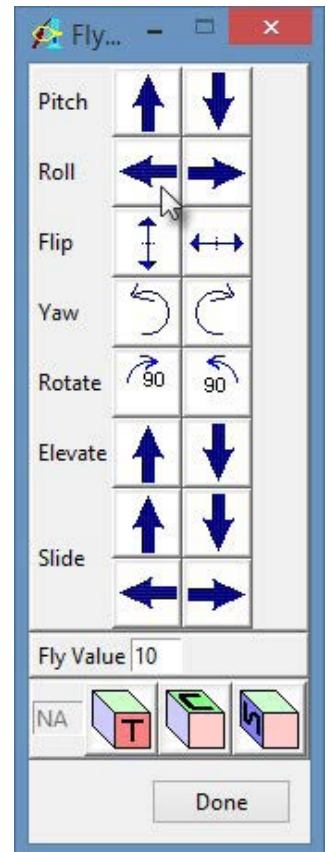 Fly...
Pitch
Roll
Flip
Yaw
Rotate 90 90
Elevate
Slide
Fly Value 10
NA T
Done